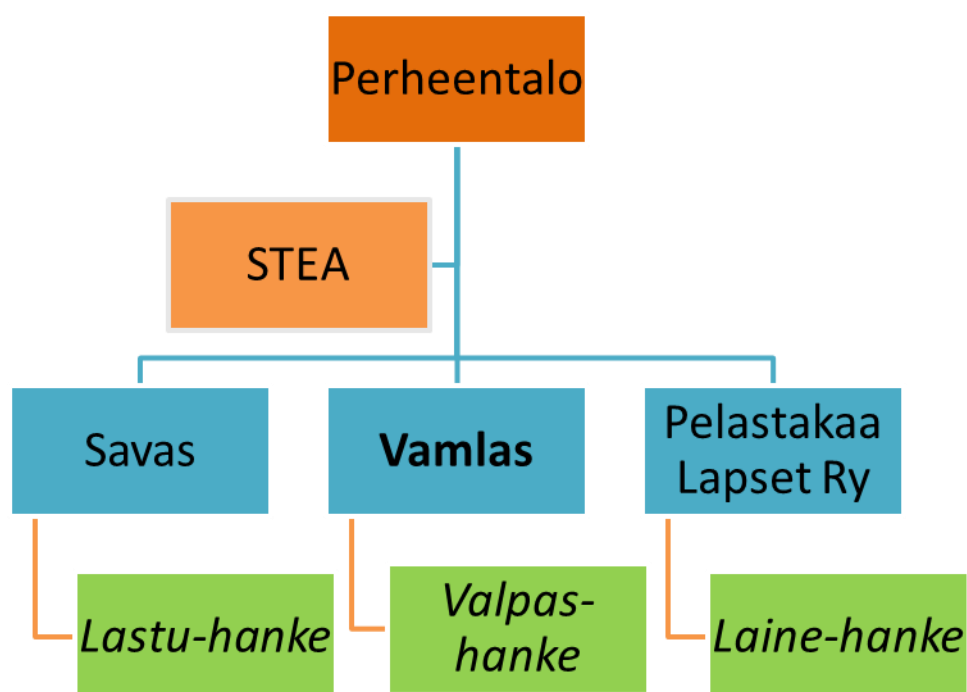 Perheentalo
STEA
Savas
Vamlas
Pelastakaa
Lapset Ry
Lastu-hanke
Valpas-
hanke
Laine-hanke